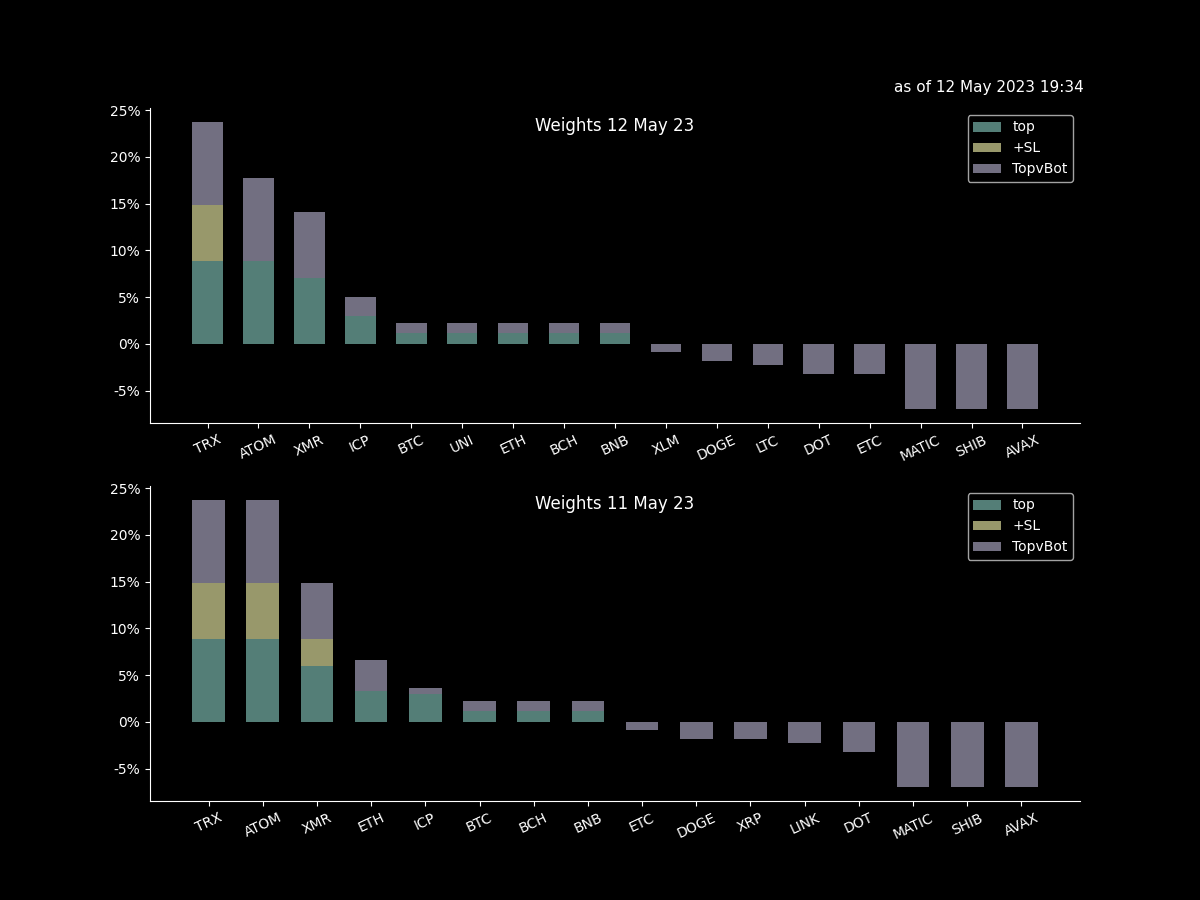 as of 12 May 2023 19:34
Weights 12 May 23
top
+SL
TopvBot
25%
20%
15%
10%
5%
0%
-5%
TRX ATOM XMR ICP BTC UNI ETH BCH BNB XLM DOGE LTC DOT ETC MATIC SHIB AVAX
Weights 11 May 23
top
+SL
TopvBot
25%
20%
15%
10%
5%
0%
-5%
TRX ATOM XMR ETH ICP BTC BCH BNB ETC DOGE XRP LINK DOT MATIC SHIB AVAX